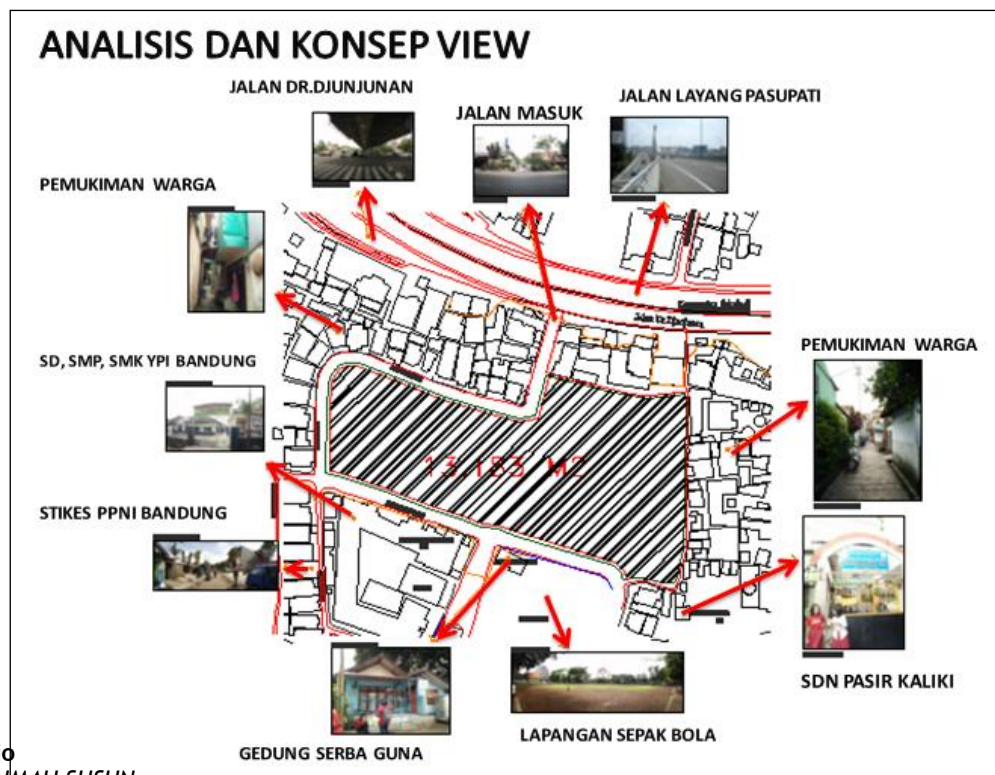 ANALISIS DAN KONSEP VIEW
JALAN DR.DJUNJUNAN
JALAN MASUK
JALAN LAYANG PASUPATI
PEMUKIMAN WARGA
SD, SMP, SMK YPI BANDUNG
PEMUKIMAN WARGA
13.183 M2
STIKES PPNI BANDUNG
SDN PASIR KALIKI
LAPANGAN SEPAK BOLA
GEDUNG SERBA GUNA